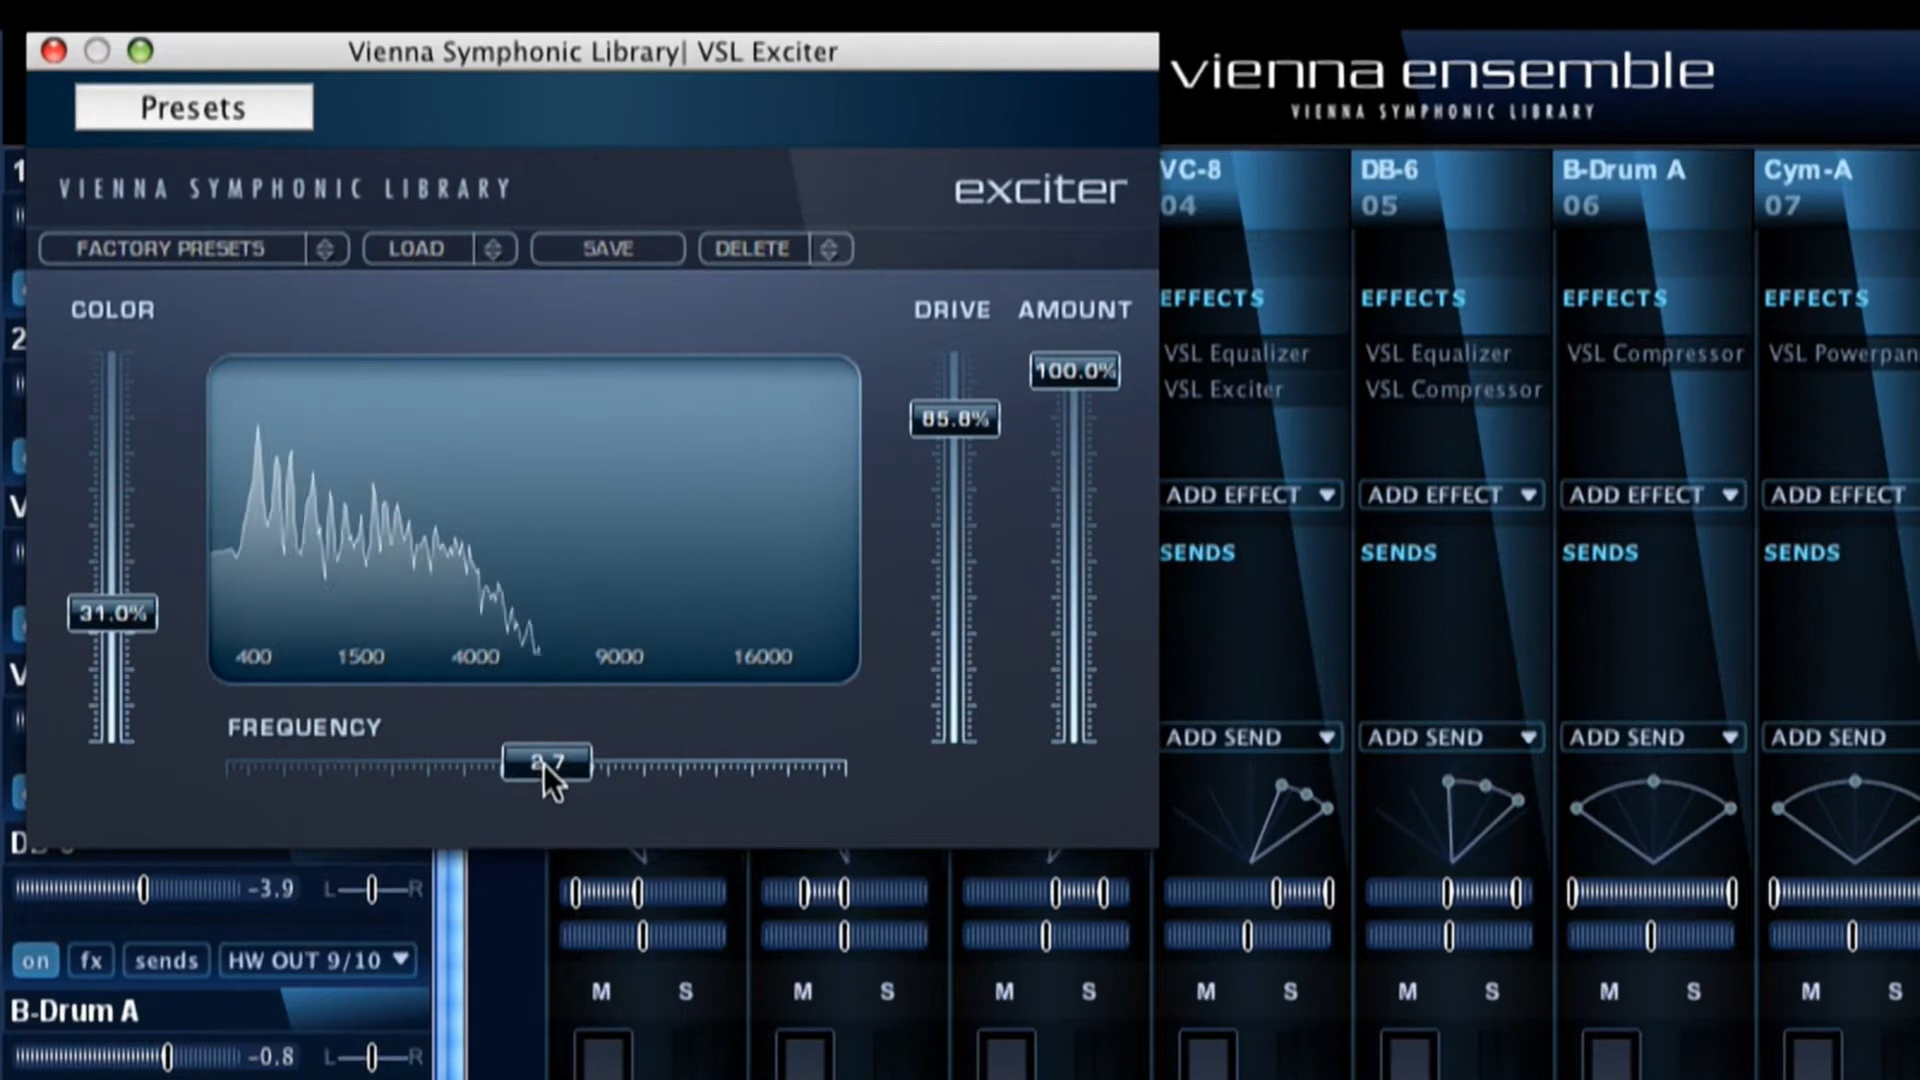 Vienna Symphonic Library| VSL Exciter
Presets
VIENNA SYMPHONIC LIBRARY
exciter
FACTORY PRESETS
LOAD
SAVE
DELETE
COLOR
DRIVE
AMOUNT
100.0%
85.8%
31.0%
400 1500 4000 9000 16000
FREQUENCY
vienna ensemble
VIENNA SYMPHONIC LIBRARY
VC-8
04
EFFECTS
VSL Equalizer
VSL Exciter
ADD EFFECT
SENDS
ADD SEND
M S
DB-6
05
EFFECTS
VSL Equalizer
VSL Compressor
ADD EFFECT
SENDS
ADD SEND
M S
B-Drum A
06
EFFECTS
VSL Compressor
ADD EFFECT
SENDS
ADD SEND
M S
Cym-A
07
EFFECTS
VSL Powerpan
ADD EFFECT
SENDS
ADD SEND
M S
M S
M S
M S
-3.9 L R
on fx sends HW OUT 9/10
B-Drum A
-0.8 L R